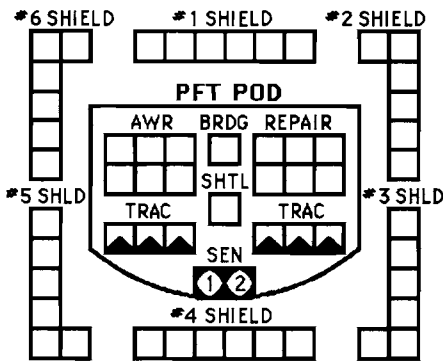 #6 SHIELD #1 SHIELD #2 SHIELD
PFT POD
AWR BRDG REPAIR
SHTL
#5 SHLD #3 SHLD
TRAC TRAC
SEN
1 2
#4 SHIELD